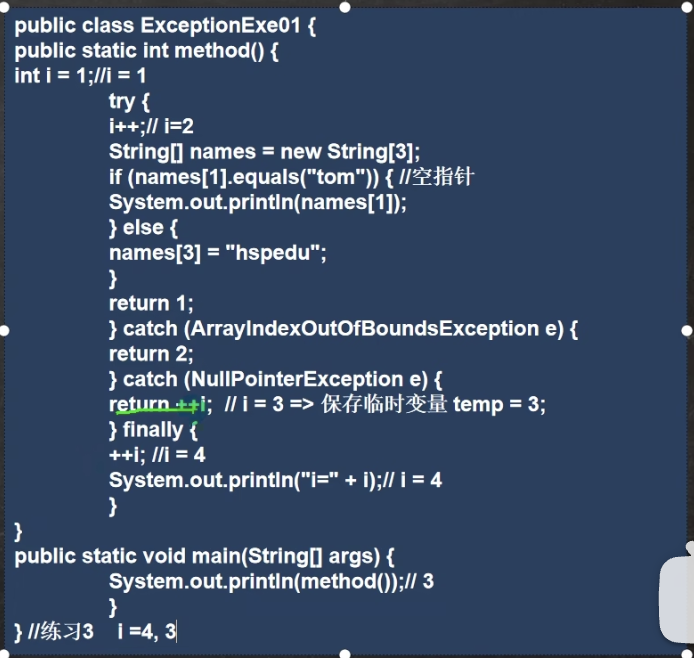 public class ExceptionExe01 {
public static int method() {
int i = 1;//i = 1
try {
i++;// i=2
String[] names = new String[3];
if (names[1].equals("tom")) { //空指针
System.out.println(names[1]);
} else {
names[3] = "hspedu";
}
return 1;
} catch (ArrayIndexOutOfBoundsException e) {
return 2;
} catch (NullPointerException e) {
return ++i;  // i = 3 => 保存临时变量 temp = 3;
} finally {
++i; //i = 4
System.out.println("i=" + i);// i = 4
}
}
public static void main(String[] args) {
System.out.println(method());// 3
}
} //练习3    i =4, 3